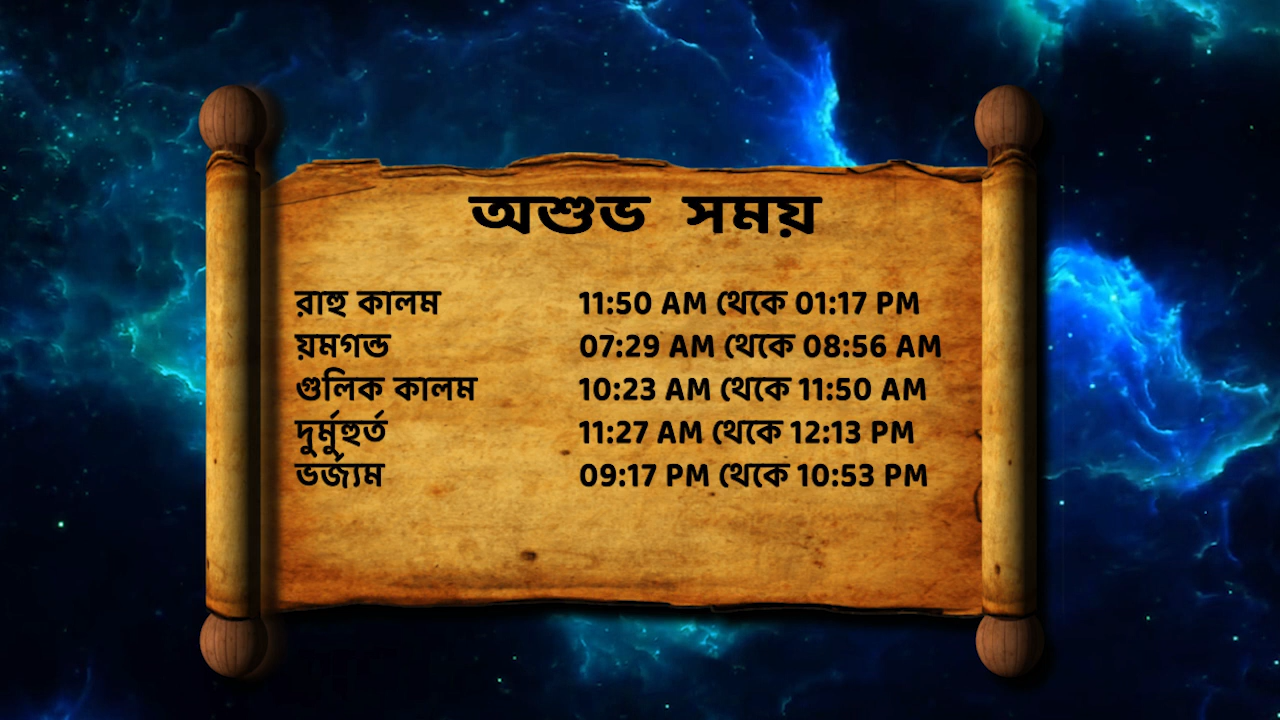 অশুভ সময়
রাহু কালম 11:50 AM থেকে 01:17 PM
য়মগন্ড 07:29 AM থেকে 08:56 AM
গুলিক কালম 10:23 AM থেকে 11:50 AM
দুর্মুহুর্ত 11:27 AM থেকে 12:13 PM
ভর্জ্যম 09:17 PM থেকে 10:53 PM